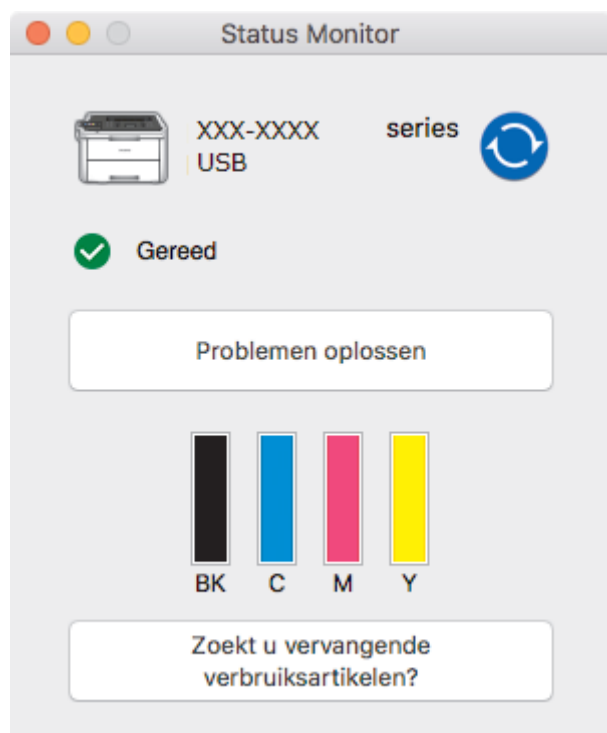 Status Monitor
XXX-XXXX series
USB
Gereed
Problemen oplossen
BK C M Y
Zoekt u vervangende
verbruiksartikelen?